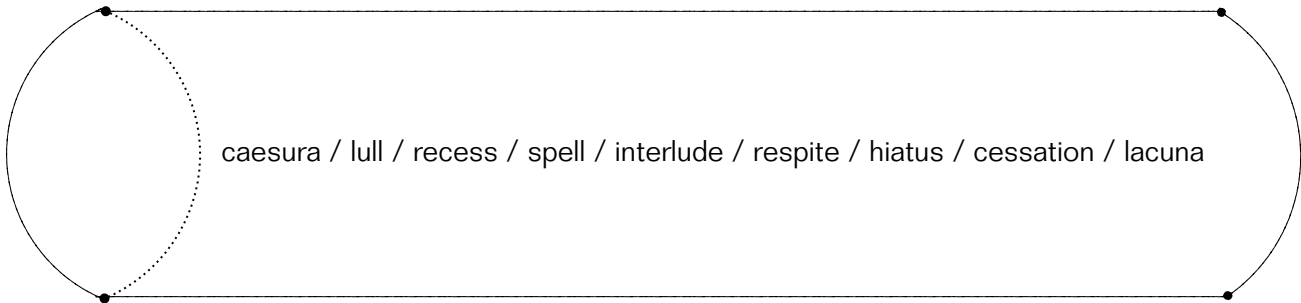 caesura / lull / recess / spell / interlude / respite / hiatus / cessation / lacuna